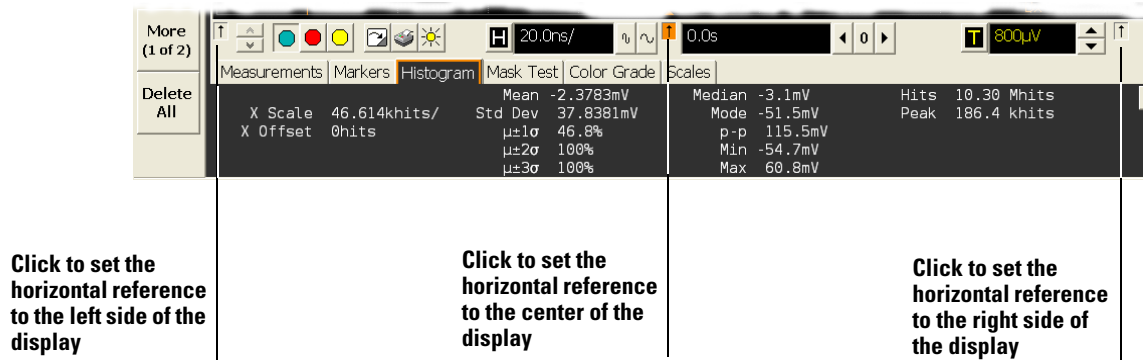 More
(1 of 2)
Delete
All
H 20.0ns/ 0.0s 0 T 800µV
Measurements Markers Histogram Mask Test Color Grade Scales
Mean -2.3783mV Median -3.1mV Hits 10.30 Mhits
X Scale 46.614khits/ Std Dev 37.8381mV Mode -51.5mV Peak 186.4 khits
X Offset 0hits µ±1σ 46.8% p-p 115.5mV
µ±2σ 100% Min -54.7mV
µ±3σ 100% Max 60.8mV
Click to set the
horizontal reference
to the left side of the
display
Click to set the
horizontal reference
to the center of the
display
Click to set the
horizontal reference
to the right side of
the display